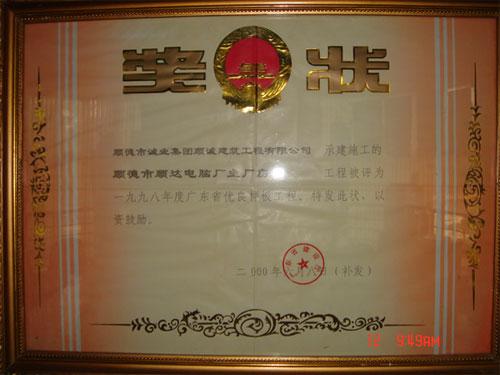 奖 状
顺德市诚业集团顺诚建筑工程有限公司 承建施工的
顺德市顺达电脑厂 工程被评为
一九九八年度广东省优良样板工程。特发此状，以
资鼓励。
二000年六月八日（补发）
12 9:49AM